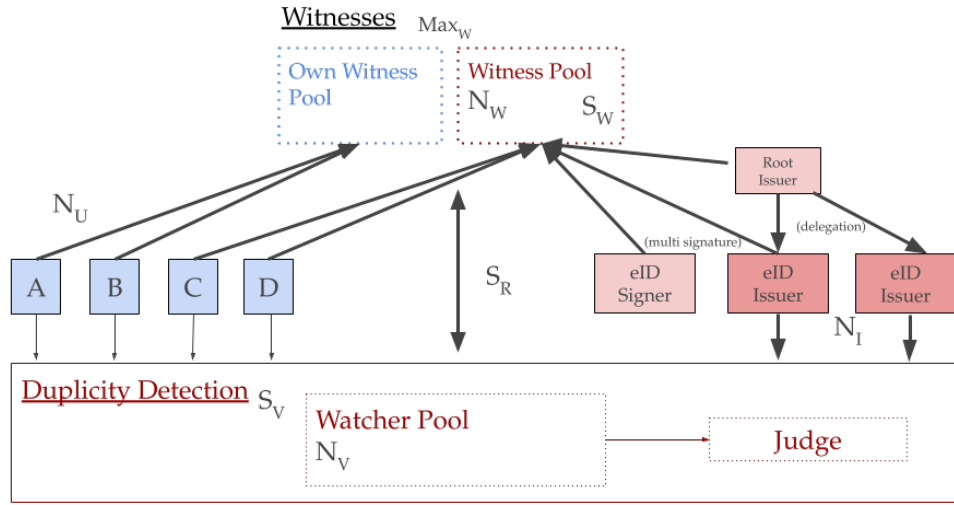 Witnesses
Max_W
Own Witness
Pool
Witness Pool
N_W
S_W
Root
Issuer
N_U
(multi signature)
(delegation)
A
B
C
D
S_R
eID
Signer
eID
Issuer
eID
Issuer
N_I
Duplicity Detection
S_V
Watcher Pool
N_V
Judge